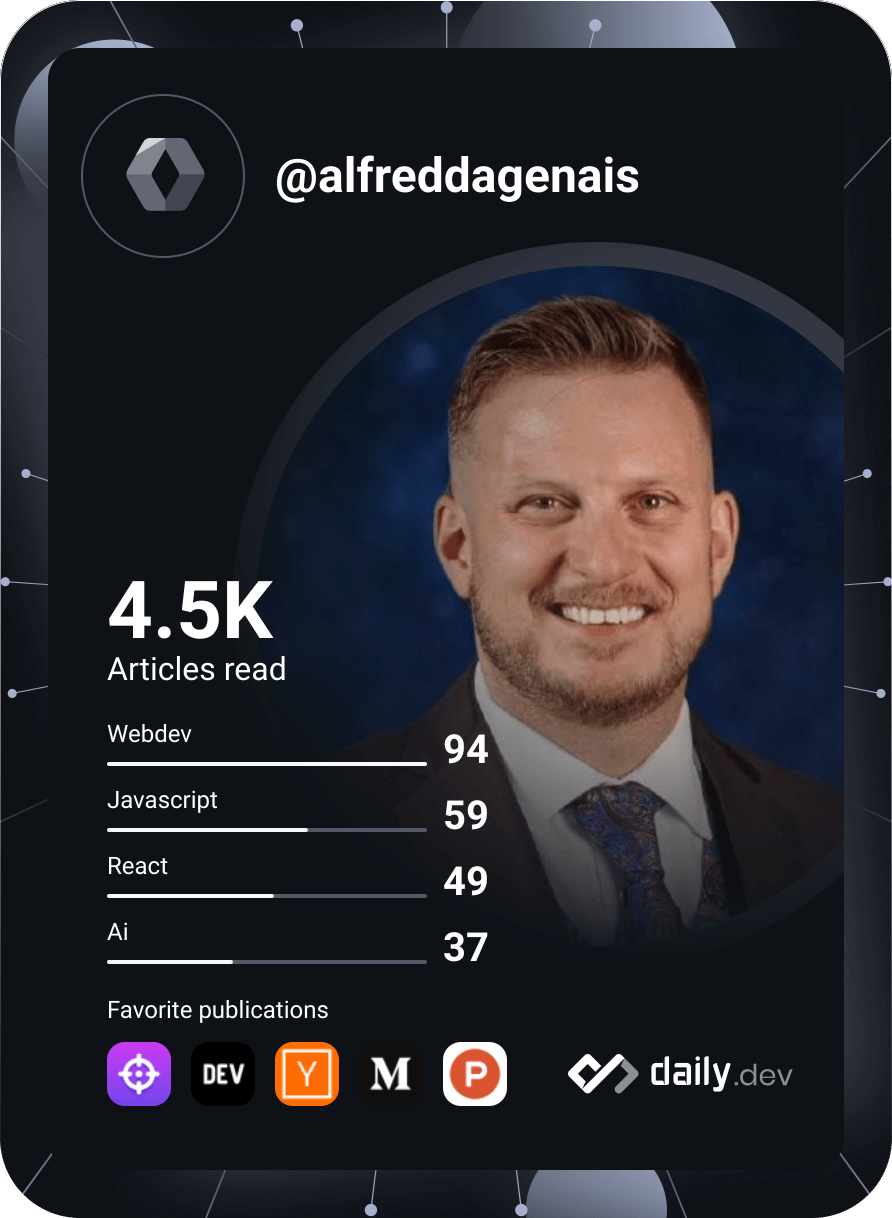 @alfreddagenais
4.5K
Articles read
Webdev
94
Javascript
59
React
49
Ai
37
Favorite publications
DEV
Y
M
P
daily.dev